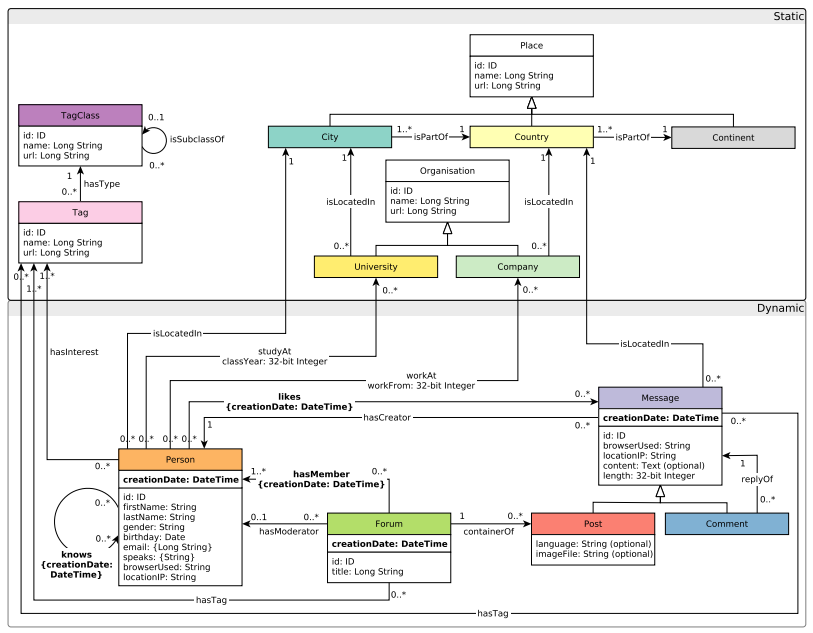 Static
Place
id: ID
name: Long String
url: Long String
TagClass
id: ID
name: Long String
url: Long String
0..1
isSubclassOf
0..*
City
1..*
isPartOf
1
Country
1..*
isPartOf
1
Continent
1
1
1
1
Organisation
id: ID
name: Long String
url: Long String
1
hasType
0..*
isLocatedIn
isLocatedIn
Tag
id: ID
name: Long String
url: Long String
0..*
0..*
University
Company
0..*
1..*
1..*
0..*
0..*
Dynamic
isLocatedIn
isLocatedIn
hasInterest
studyAt
classYear: 32-bit Integer
workAt
workFrom: 32-bit Integer
0..*
likes
{creationDate: DateTime}
0..*
Message
creationDate: DateTime
id: ID
browserUsed: String
locationIP: String
content: Text (optional)
length: 32-bit Integer
hasCreator
1
0..*
0..*
0..*
0..*
0..*
0..*
0..*
Person
creationDate: DateTime
id: ID
firstName: String
lastName: String
gender: String
birthday: Date
email: {Long String}
speaks: {String}
browserUsed: String
locationIP: String
0..*
1..*
hasMember
{creationDate: DateTime}
0..*
1
replyOf
0..*
0..*
0..*
knows
{creationDate:
DateTime}
0..1
hasModerator
0..*
Forum
creationDate: DateTime
id: ID
title: Long String
1
containerOf
0..*
Post
language: String (optional)
imageFile: String (optional)
Comment
0..*
hasTag
hasTag